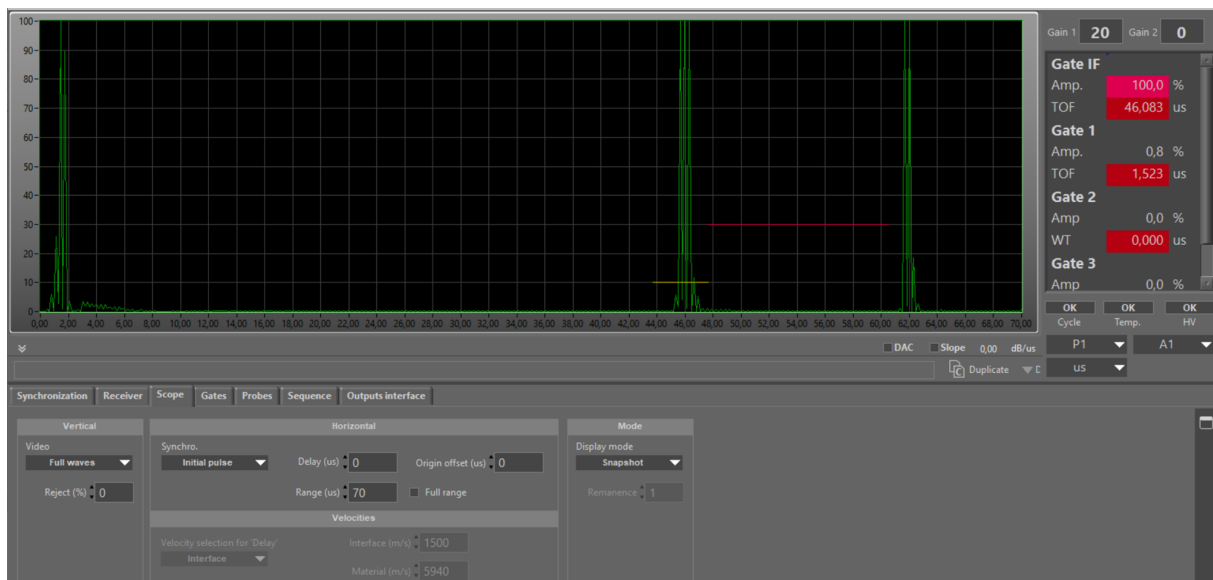 100
90
80
70
60
50
40
30
20
10
0
0,00 2,00 4,00 6,00 8,00 10,00 12,00 14,00 16,00 18,00 20,00 22,00 24,00 26,00 28,00 30,00 32,00 34,00 36,00 38,00 40,00 42,00 44,00 46,00 48,00 50,00 52,00 54,00 56,00 58,00 60,00 62,00 64,00 66,00 68,00 70,00
Gain 1 20 Gain 2 0
Gate IF
Amp. 100,0 %
TOF 46,083 us
Gate 1
Amp. 0,8 %
TOF 1,523 us
Gate 2
Amp 0,0 %
WT 0,000 us
Gate 3
Amp 0,0 %
OK OK OK
Cycle Temp. HV
P1 A1
us
DAC Slope 0,00 dB/us
Duplicate
Synchronization Receiver Scope Gates Probes Sequence Outputs interface
Vertical
Video
Full waves
Reject (%) 0
Horizontal
Synchro.
Initial pulse
Delay (us) 0
Origin offset (us) 0
Range (us) 70
Full range
Velocities
Velocity selection for 'Delay'
Interface
Interface (m/s) 1500
Material (m/s) 5940
Mode
Display mode
Snapshot
Remanence 1